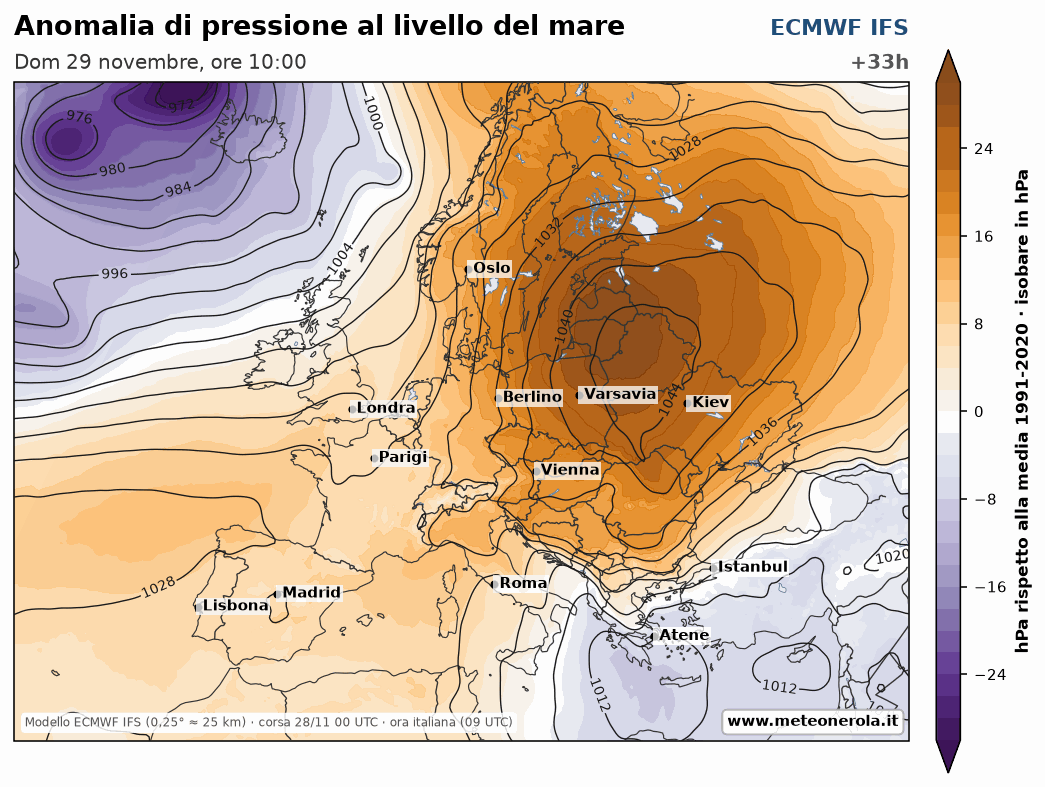 Anomalia di pressione al livello del mare
ECMWF IFS
Dom 29 novembre, ore 10:00
+33h
972
976
1000
980
984
1028
1032
1004
996
Oslo
1040
Berlino
Varsavia
Kiev
1044
Londra
1036
Parigi
Vienna
1020
Istanbul
Roma
1028
Madrid
Lisbona
Atene
1012
1012
Modello ECMWF IFS (0,25° ≈ 25 km) · corsa 28/11 00 UTC · ora italiana (09 UTC)
www.meteonerola.it
24
16
8
0
−8
−16
−24
hPa rispetto alla media 1991-2020 · isobare in hPa